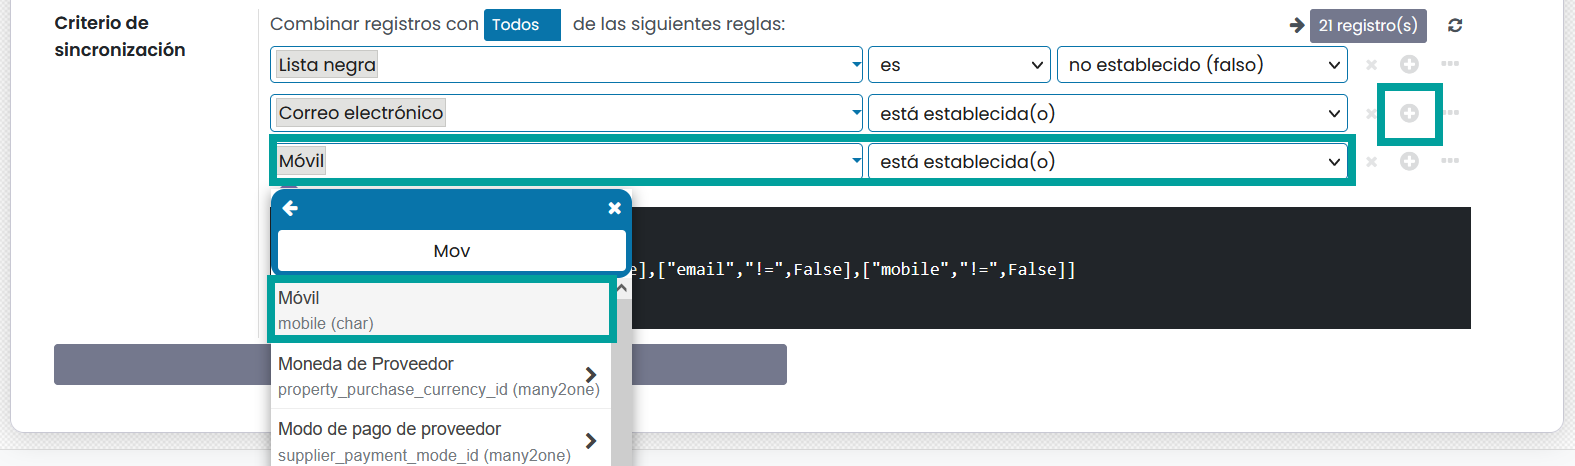 Criterio de
sincronización
Combinar registros con Todos de las siguientes reglas:
21 registro(s)
Lista negra es no establecido (falso)
Correo electrónico está establecida(o)
Móvil está establecida(o)
Mov
],["email","!=",False],["mobile","!=",False]]
Móvil
mobile (char)
Moneda de Proveedor
property_purchase_currency_id (many2one)
Modo de pago de proveedor
supplier_payment_mode_id (many2one)